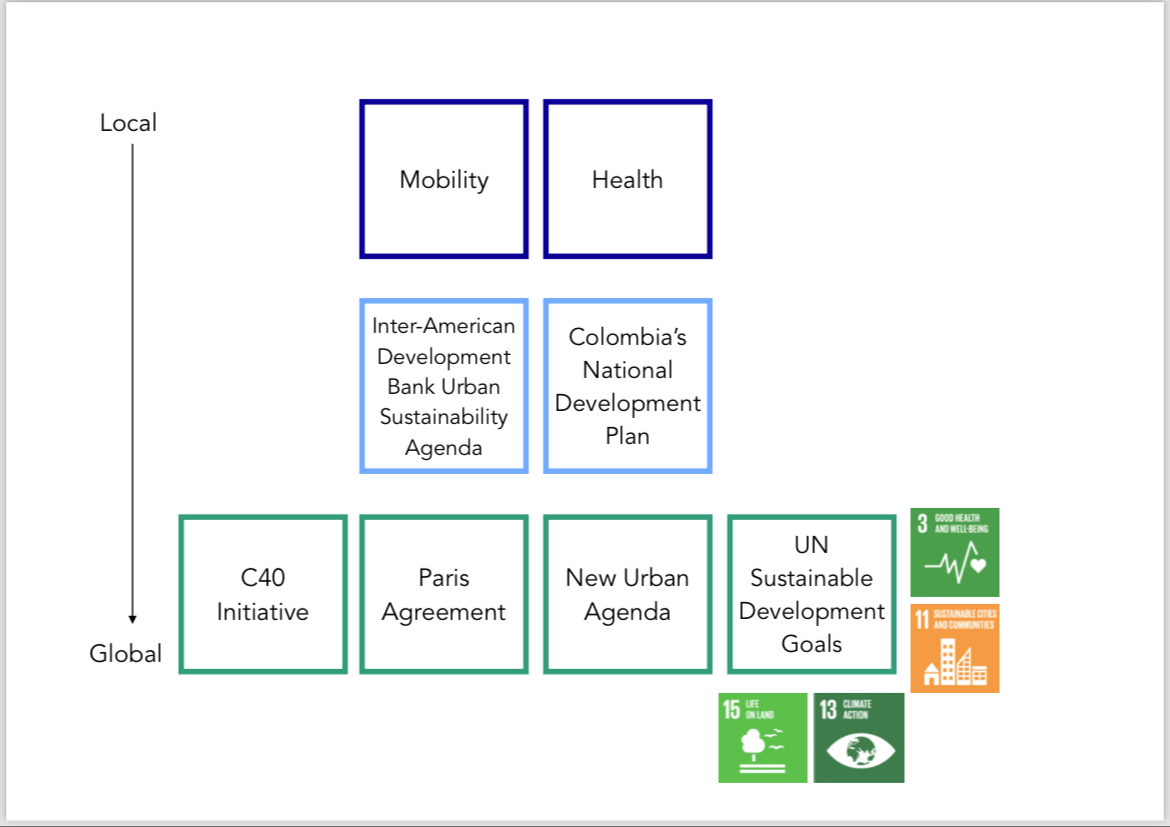 Local
Mobility
Health
Inter-American
Development
Bank Urban
Sustainability
Agenda
Colombia’s
National
Development
Plan
C40
Initiative
Paris
Agreement
New Urban
Agenda
UN
Sustainable
Development
Goals
3 GOOD HEALTH
AND WELL-BEING
11 SUSTAINABLE CITIES
AND COMMUNITIES
Global
15 LIFE
ON LAND
13 CLIMATE
ACTION